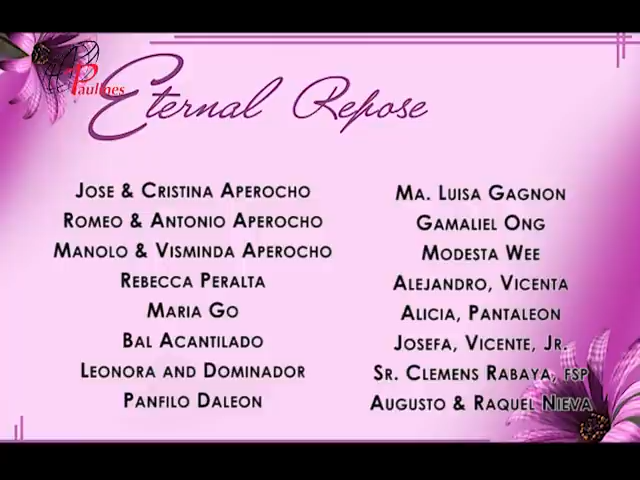 Paulines
Eternal Repose
Jose & Cristina Aperocho
Romeo & Antonio Aperocho
Manolo & Visminda Aperocho
Rebecca Peralta
Maria Go
Bal Acantilado
Leonora and Dominador
Panfilo Daleon
Ma. Luisa Gagnon
Gamaliel Ong
Modesta Wee
Alejandro, Vicenta
Alicia, Pantaleon
Josefa, Vicente, Jr.
Sr. Clemens Rabaya, fsp
Augusto & Raquel Nieva